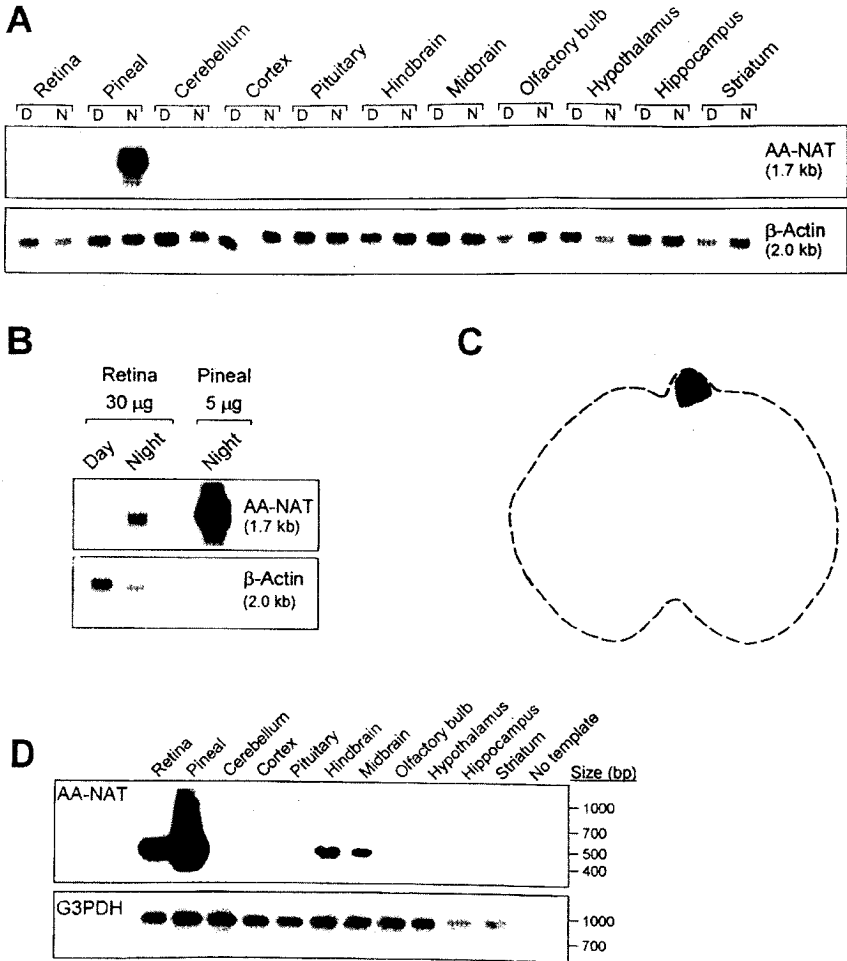 A
Retina Pineal Cerebellum Cortex Pituitary Hindbrain Midbrain Olfactory bulb Hypothalamus Hippocampus Striatum
D N D N D N D N D N D N D N D N D N D N D N
AA-NAT
(1.7 kb)
β-Actin
(2.0 kb)
B
Retina Pineal
30 μg 5 μg
Day Night Night
AA-NAT
(1.7 kb)
β-Actin
(2.0 kb)
C
D
Retina Pineal Cerebellum Cortex Pituitary Hindbrain Midbrain Olfactory bulb Hypothalamus Hippocampus Striatum No template
Size (bp)
AA-NAT
1000
700
500
400
G3PDH
1000
700